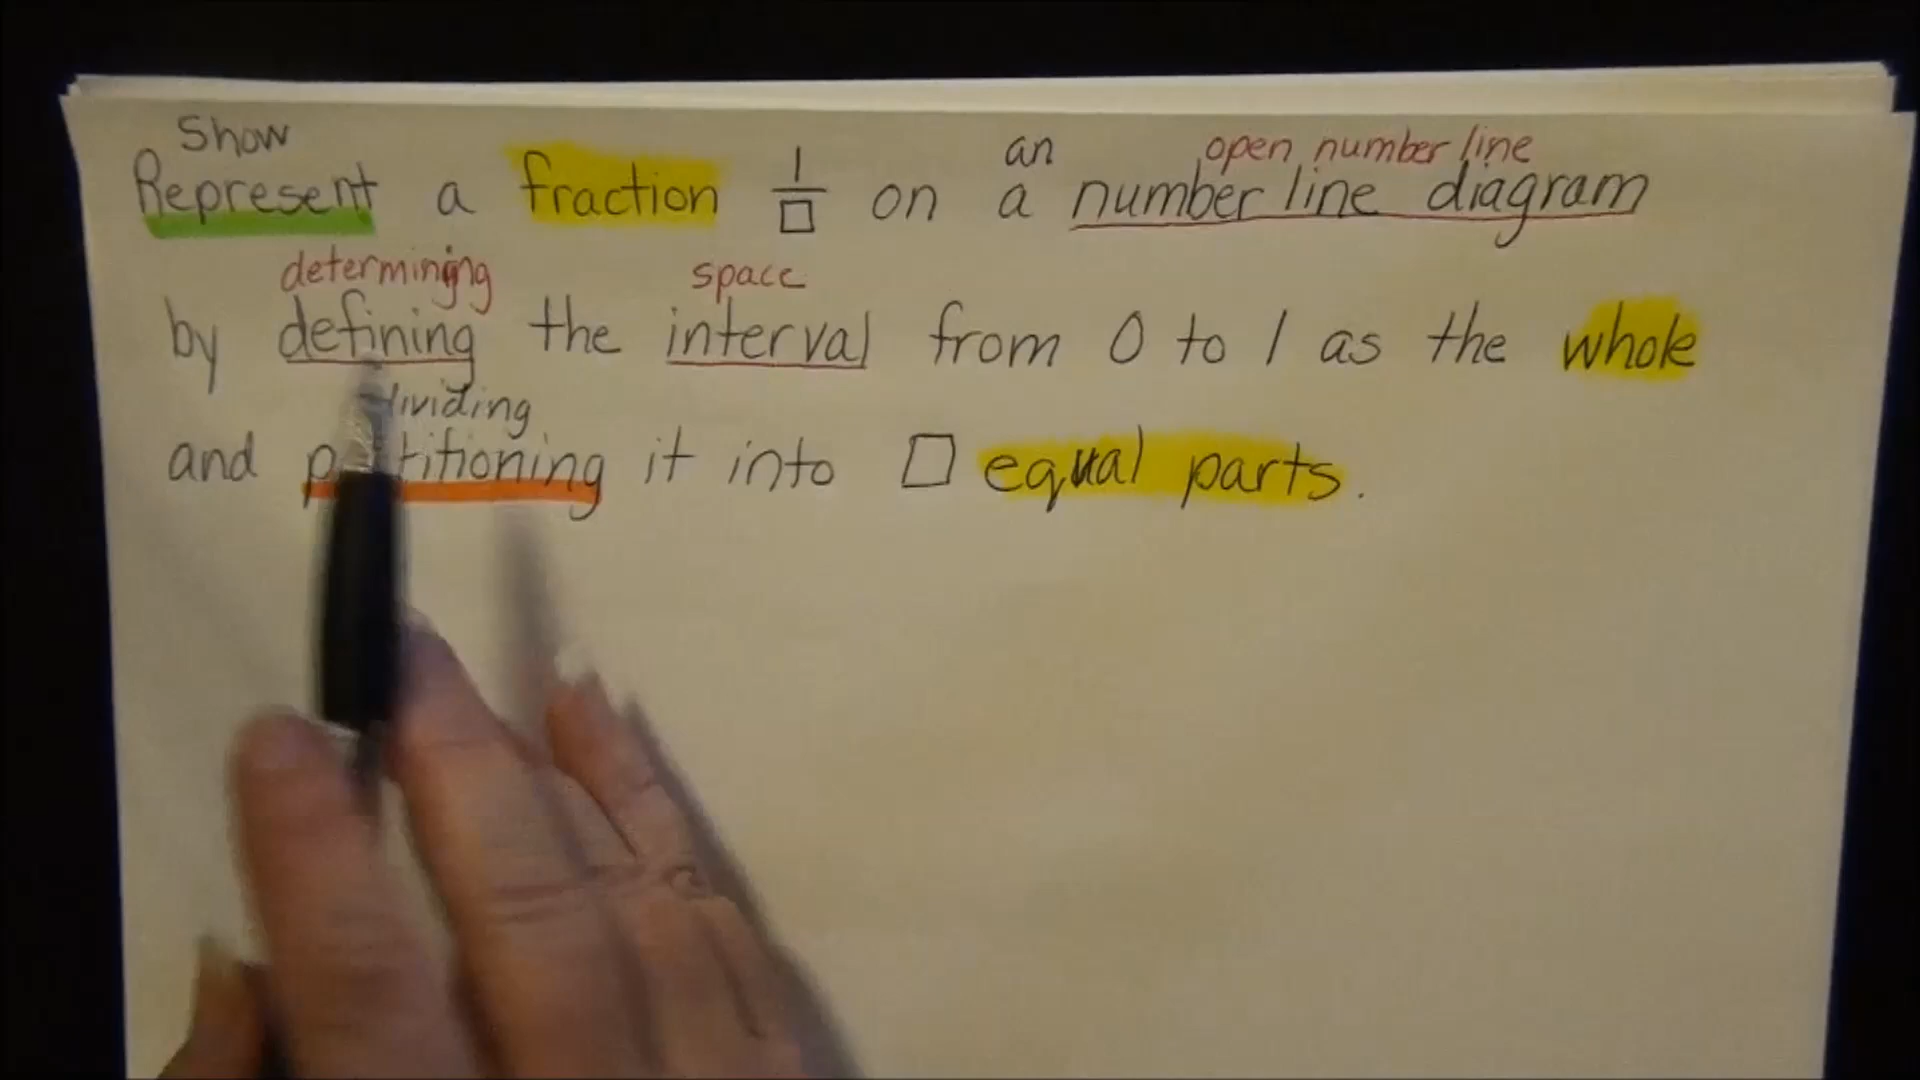 Show an open number line
Represent a fraction 1/□ on a number line diagram
determining space
by defining the interval from 0 to 1 as the whole
dividing
and partitioning it into □ equal parts.